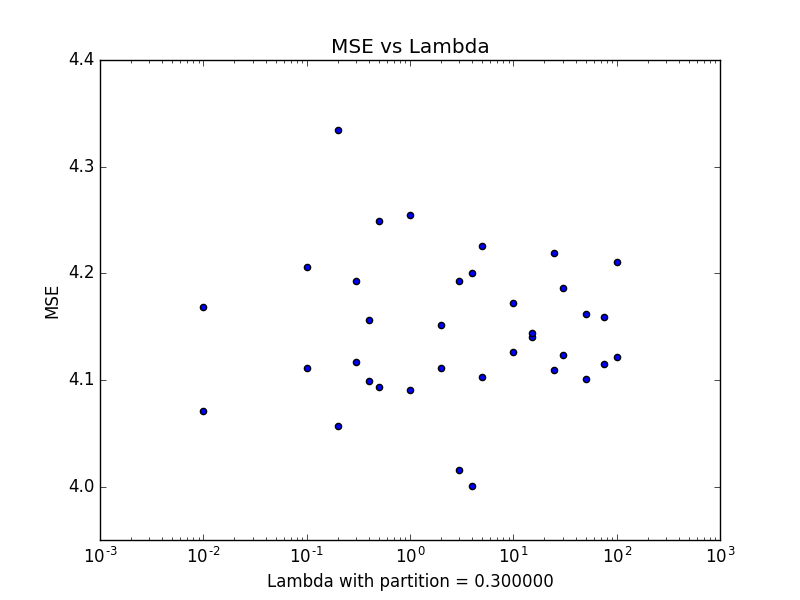 MSE vs Lambda
4.4
4.3
4.2
4.1
4.0
MSE
10^-3 10^-2 10^-1 10^0 10^1 10^2 10^3
Lambda with partition = 0.300000